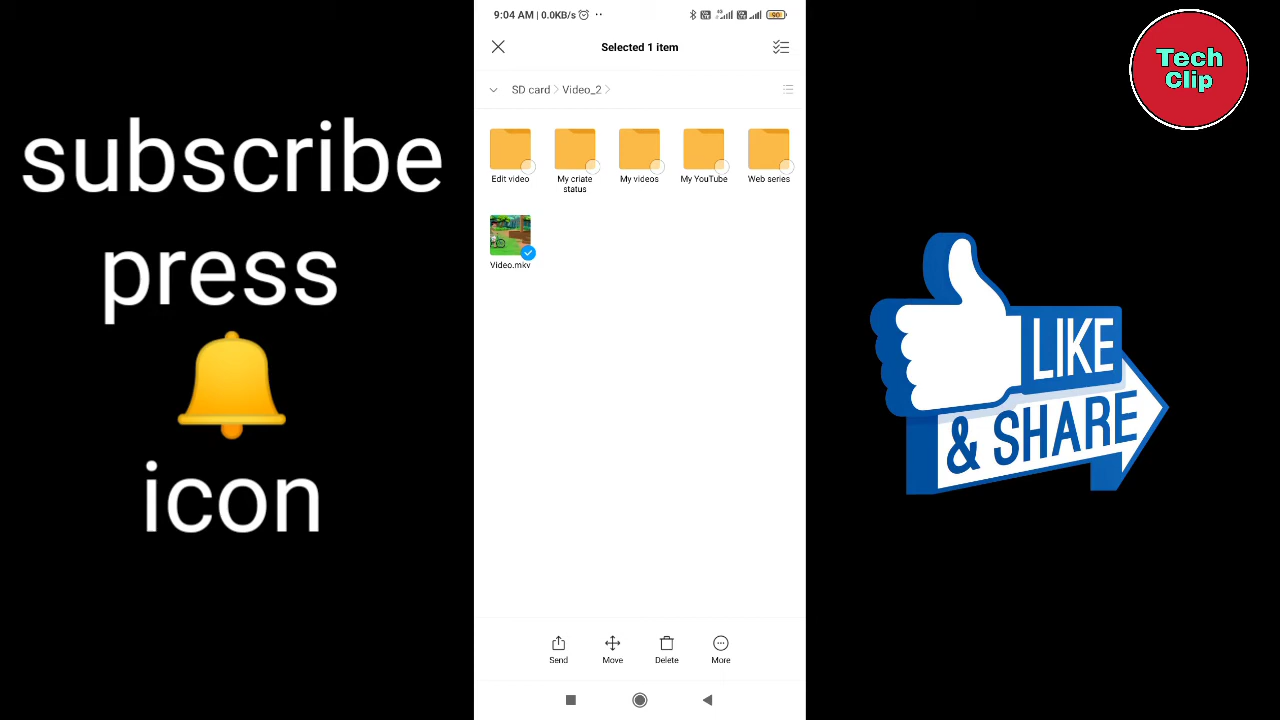 subscribe
press
icon
9:04 AM | 0.0KB/s
90
Selected 1 item
SD card
Video_2
Edit video
My criate
status
My videos
My YouTube
Web series
Video.mkv
Send
Move
Delete
More
Tech
Clip
LIKE
& SHARE